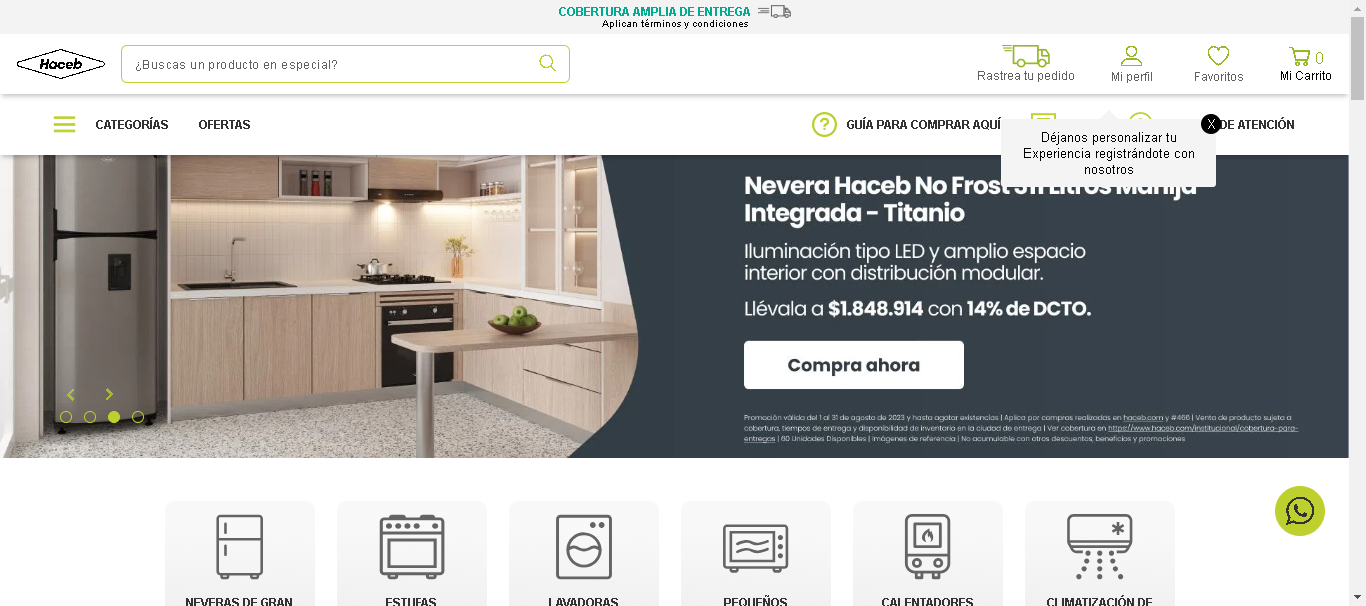 COBERTURA AMPLIA DE ENTREGA
Aplican términos y condiciones
Haceb
¿Buscas un producto en especial?
Rastrea tu pedido
Mi perfil
Favoritos
0
Mi Carrito
CATEGORÍAS
OFERTAS
GUÍA PARA COMPRAR AQUÍ
X
DE ATENCIÓN
Déjanos personalizar tu
Experiencia registrándote con
nosotros
Nevera Haceb No Frost 311 Litros Manija
Integrada - Titanio
Iluminación tipo LED y amplio espacio
interior con distribución modular.
Llévala a $1.848.914 con 14% de DCTO.
Compra ahora
Promoción válida del 1 al 31 de agosto de 2023 y hasta agotar existencias | Aplica por compras realizadas en haceb.com y #466 | Venta de producto sujeta a
cobertura, tiempos de entrega y disponibilidad de inventario en la ciudad de entrega | Ver cobertura en https://www.haceb.com/institucional/cobertura-para-
entregas | 60 Unidades Disponibles | Imágenes de referencia | No acumulable con otros descuentos, beneficios y promociones
NEVERAS DE GRAN
ESTUFAS
LAVADORAS
PEQUEÑOS
CALENTADORES
CLIMATIZACIÓN DE